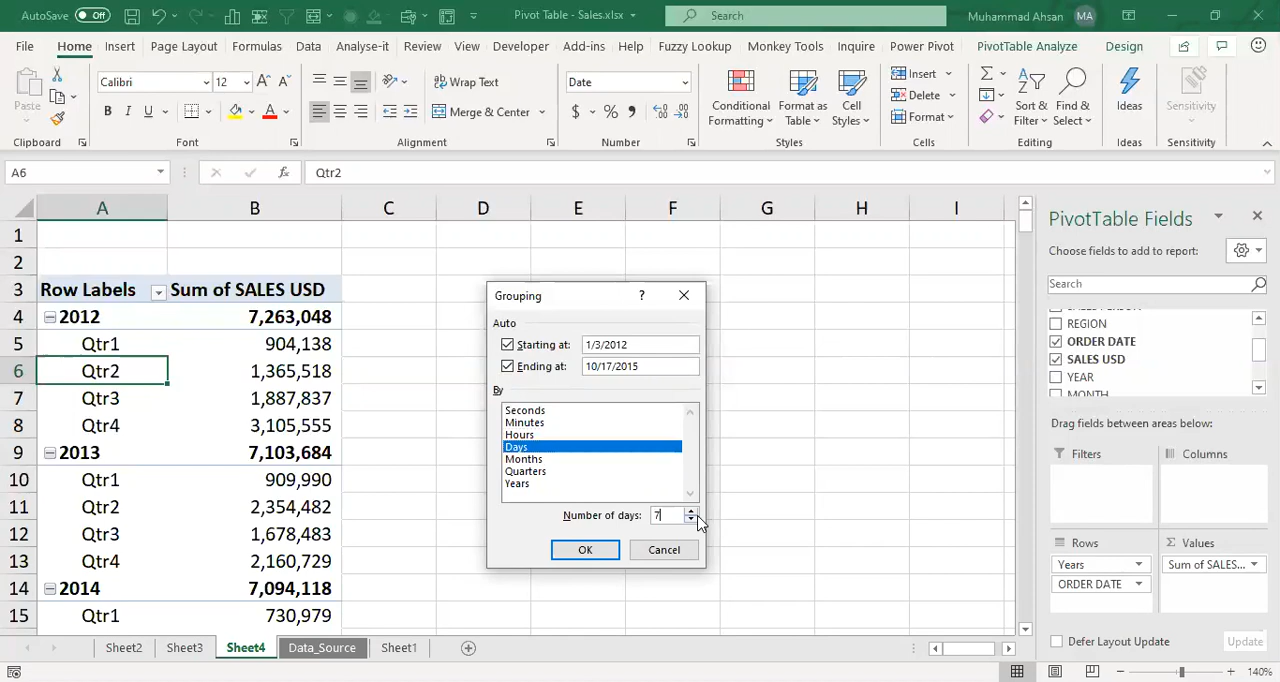 AutoSave Off Pivot Table - Sales.xlsx Search Muhammad Ahsan MA
File Home Insert Page Layout Formulas Data Analyse-it Review View Developer Add-ins Help Fuzzy Lookup Monkey Tools Inquire Power Pivot PivotTable Analyze Design
Paste Calibri 12 Wrap Text Date Conditional Formatting Format as Table Cell Styles Insert Sort & Filter Find & Select Ideas Sensitivity
B I U Merge & Center $ % Delete
Format
Clipboard Font Alignment Number Styles Cells Editing Ideas Sensitivity
A6 fx Qtr2
A B C D E F G H I
1
2
3 Row Labels Sum of SALES USD
4 2012 7,263,048
5 Qtr1 904,138
6 Qtr2 1,365,518
7 Qtr3 1,887,837
8 Qtr4 3,105,555
9 2013 7,103,684
10 Qtr1 909,990
11 Qtr2 2,354,482
12 Qtr3 1,678,483
13 Qtr4 2,160,729
14 2014 7,094,118
15 Qtr1 730,979
Grouping ?
Auto
Starting at: 1/3/2012
Ending at: 10/17/2015
By
Seconds
Minutes
Hours
Days
Months
Quarters
Years
Number of days: 7
OK Cancel
PivotTable Fields
Choose fields to add to report:
Search
REGION
ORDER DATE
SALES USD
YEAR
MONTH
Drag fields between areas below:
Filters Columns
Rows Σ Values
Years Sum of SALES...
ORDER DATE
Defer Layout Update Update
Sheet2 Sheet3 Sheet4 Data_Source Sheet1
140%